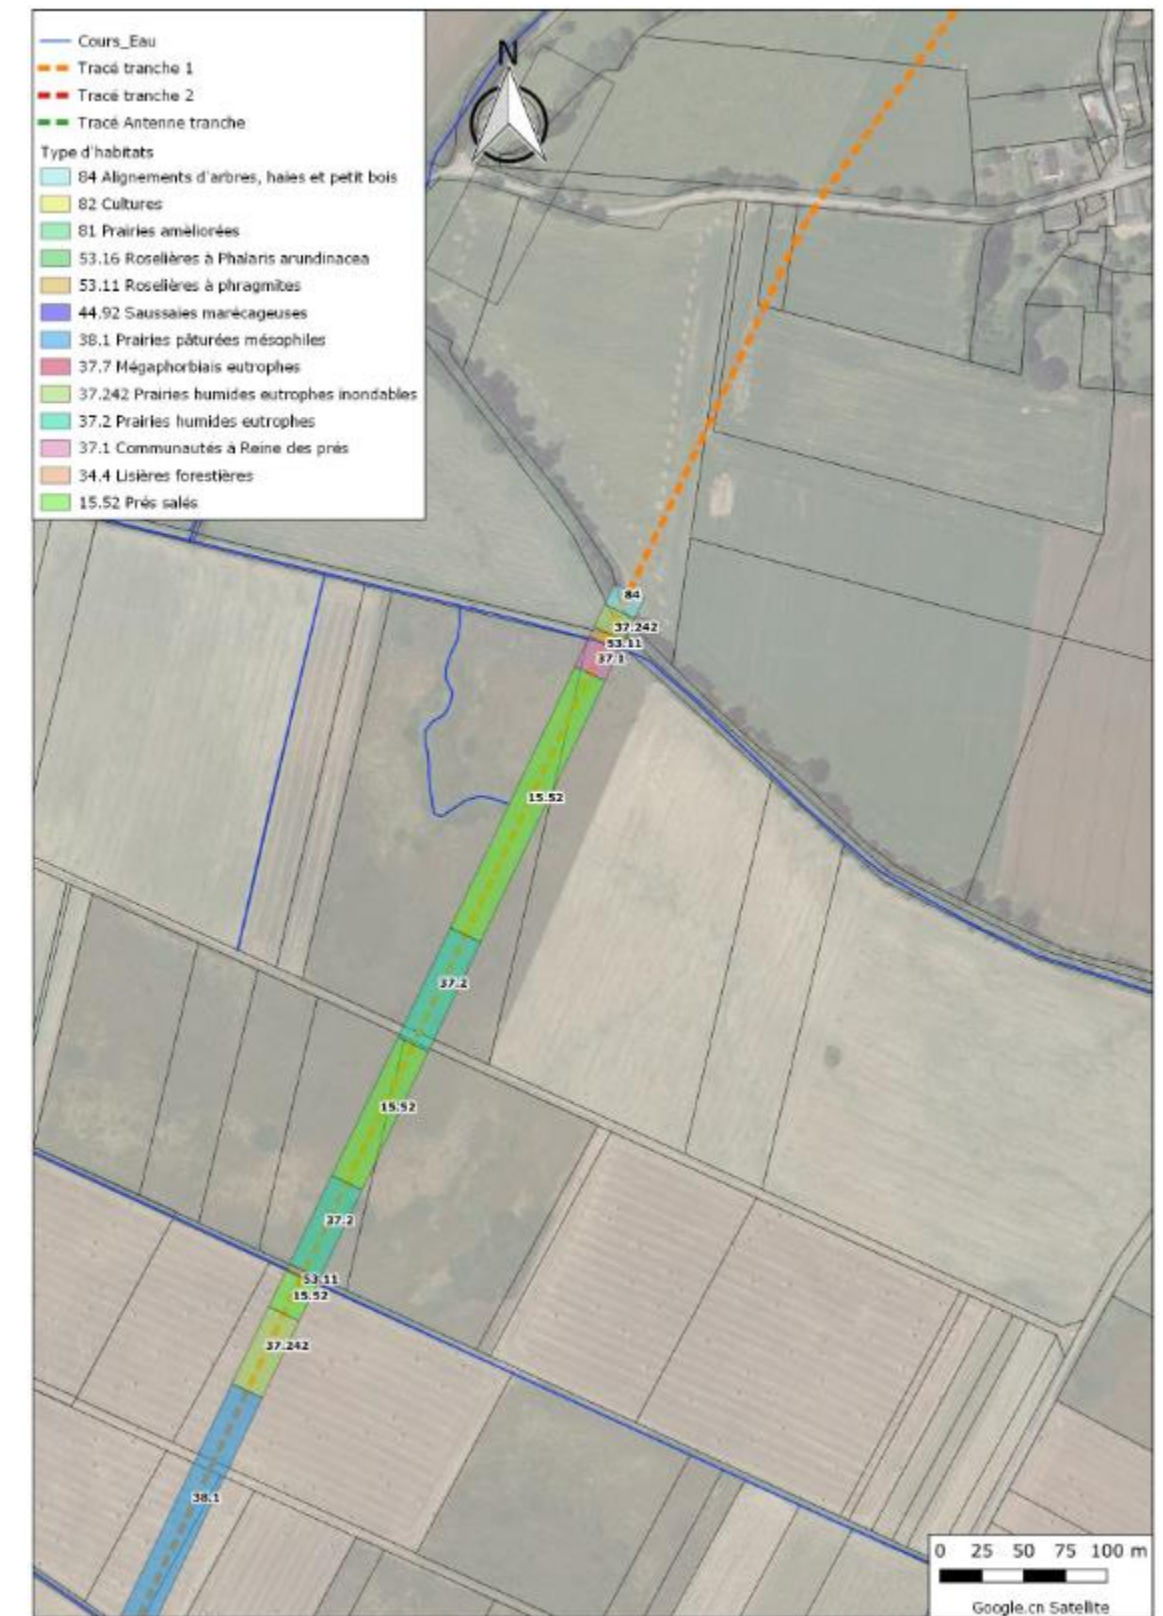 N
Cours_Eau
Tracé tranche 1
Tracé tranche 2
Tracé Antenne tranche
Type d'habitats
84 Alignements d'arbres, haies et petit bois
82 Cultures
81 Prairies améliorées
53.16 Roselières à Phalaris arundinacea
53.11 Roselières à phragmites
44.92 Saussaies marécageuses
38.1 Prairies pâturées mésophiles
37.7 Mégaphorbiais eutrophes
37.242 Prairies humides eutrophes inondables
37.2 Prairies humides eutrophes
37.1 Communautés à Reine des prés
34.4 Lisières forestières
15.52 Prés salés
84
37.242
53.11
37.1
15.52
37.2
15.52
37.2
53.11
15.52
37.242
38.1
0 25 50 75 100 m
Google.cn Satellite